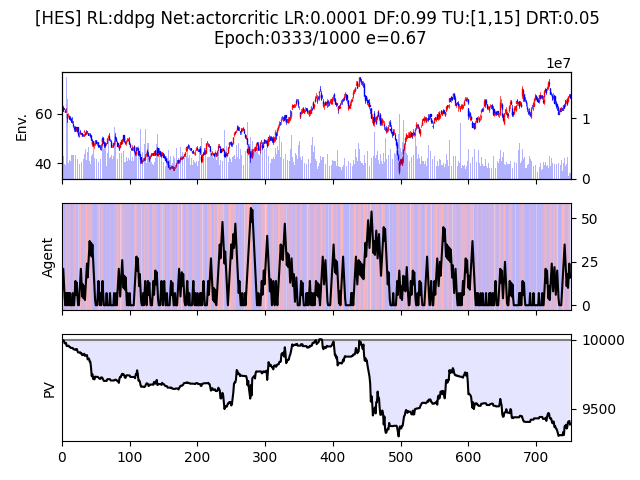 [HES] RL:ddpg Net:actorcritic LR:0.0001 DF:0.99 TU:[1,15] DRT:0.05
Epoch:0333/1000 e=0.67
1e7
Env.
60
40
1
0
Agent
50
25
0
PV
10000
9500
0 100 200 300 400 500 600 700